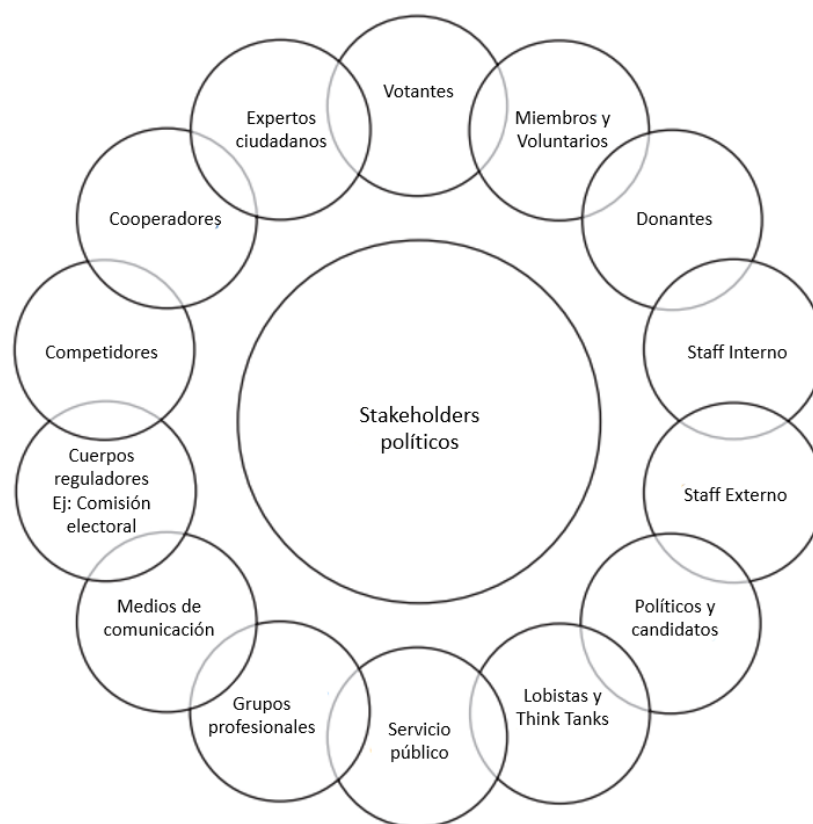 Votantes
Miembros y
Voluntarios
Donantes
Staff Interno
Staff Externo
Políticos y
candidatos
Lobistas y
Think Tanks
Servicio
público
Grupos
profesionales
Medios de
comunicación
Cuerpos
reguladores
Ej: Comisión
electoral
Competidores
Cooperadores
Expertos
ciudadanos
Stakeholders
políticos